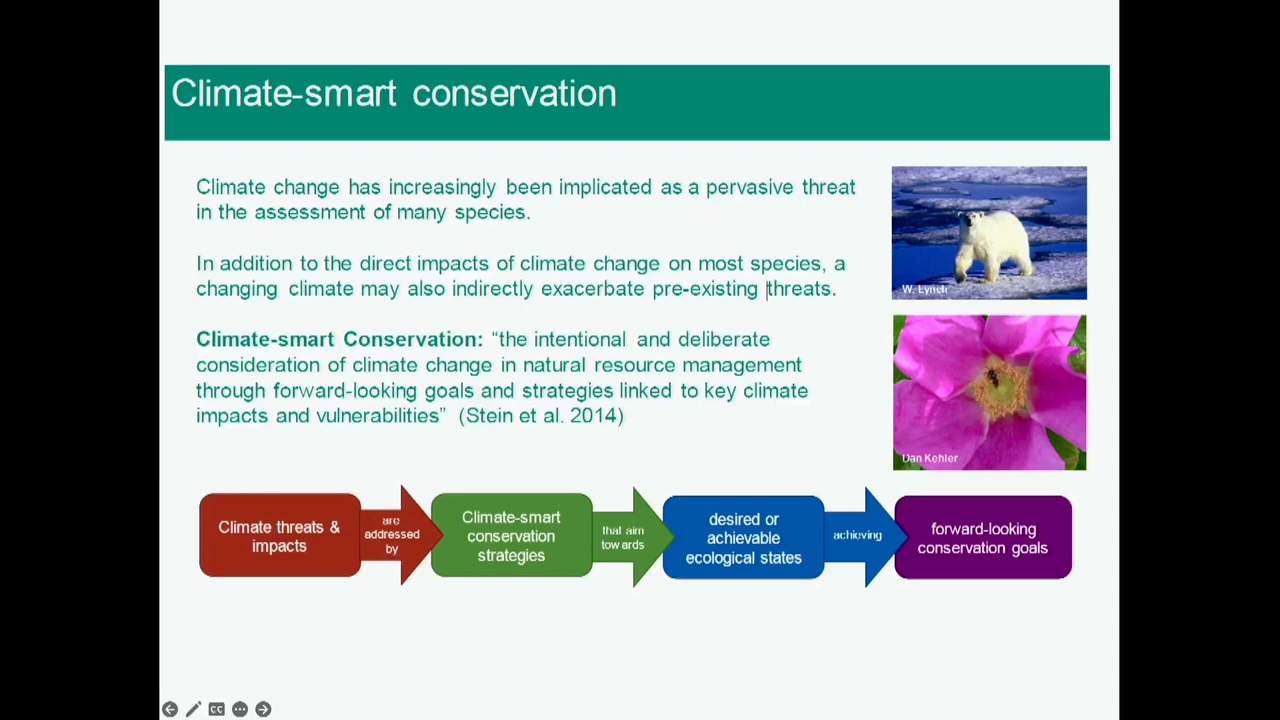 Climate-smart conservation
Climate change has increasingly been implicated as a pervasive threat
in the assessment of many species.
In addition to the direct impacts of climate change on most species, a
changing climate may also indirectly exacerbate pre-existing threats.
Climate-smart Conservation: “the intentional and deliberate
consideration of climate change in natural resource management
through forward-looking goals and strategies linked to key climate
impacts and vulnerabilities” (Stein et al. 2014)
W. Lynch
Dan Kehler
Climate threats &
impacts
are
addressed
by
Climate-smart
conservation
strategies
that aim
towards
desired or
achievable
ecological states
achieving
forward-looking
conservation goals
CC